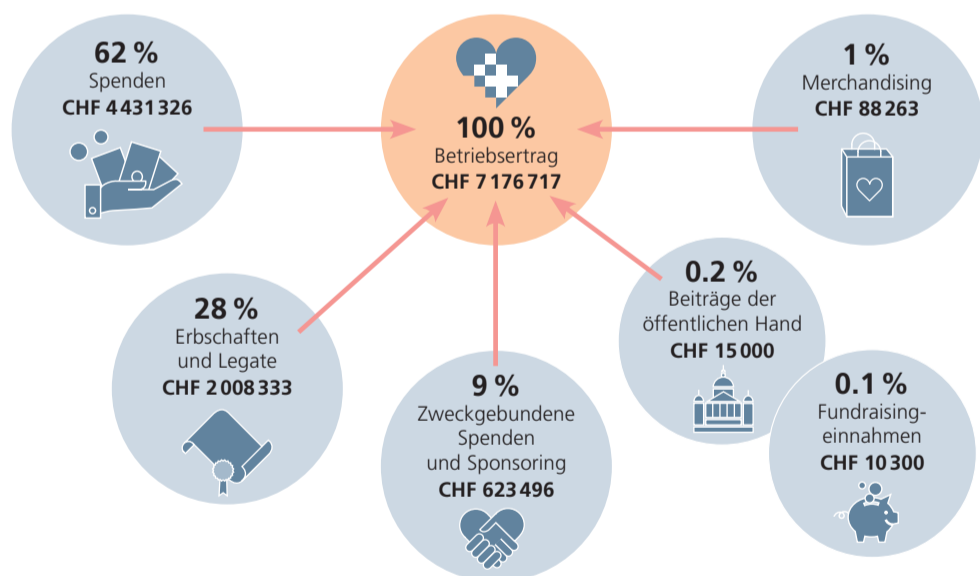 62 %
Spenden
CHF 4 431 326
100 %
Betriebsertrag
CHF 7 176 717
1 %
Merchandising
CHF 88 263
28 %
Erbschaften
und Legate
CHF 2 008 333
9 %
Zweckgebundene
Spenden
und Sponsoring
CHF 623 496
0.2 %
Beiträge der
öffentlichen Hand
CHF 15 000
0.1 %
Fundraising-
einnahmen
CHF 10 300